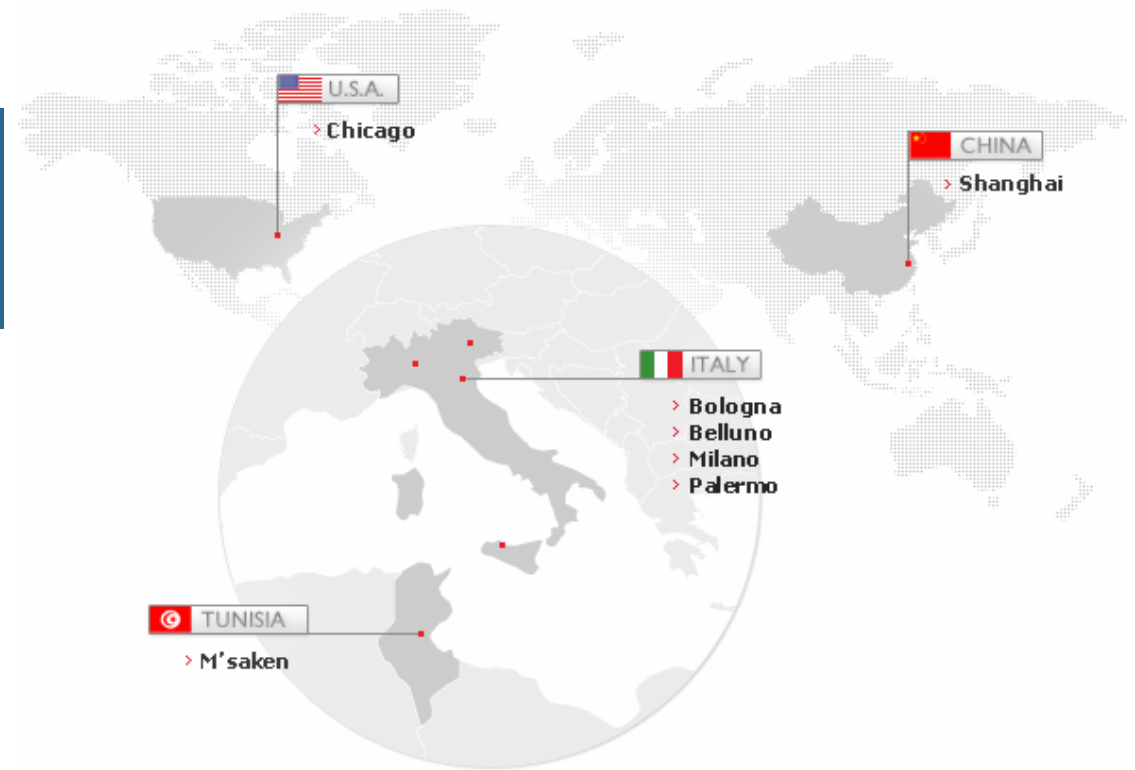 U.S.A.
Chicago
CHINA
Shanghai
ITALY
Bologna
Belluno
Milano
Palermo
TUNISIA
M'saken